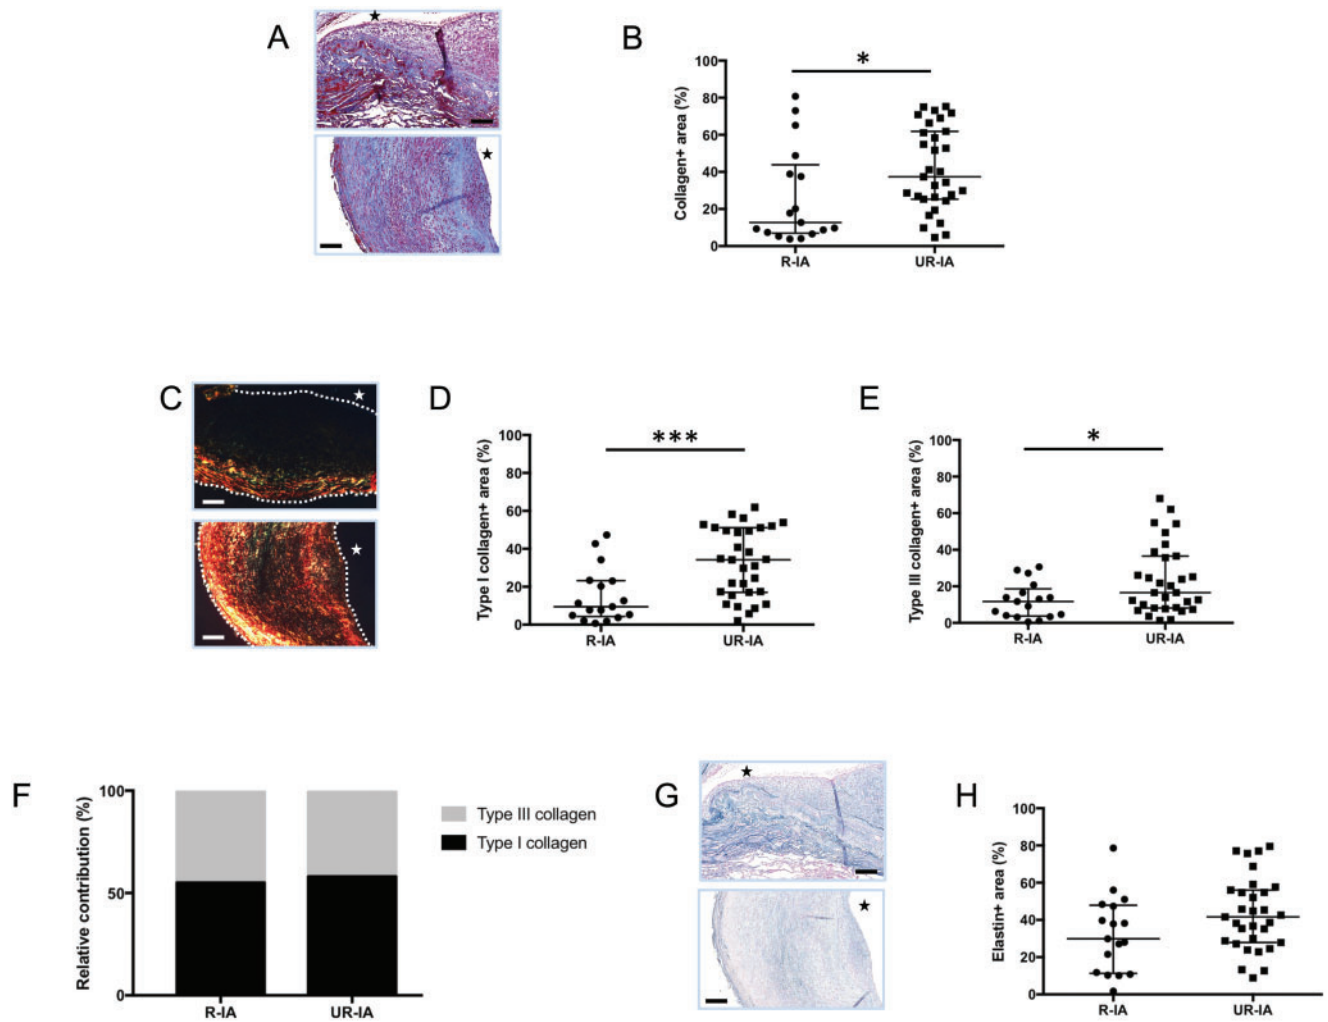 A
B
Collagen+ area (%)
100
80
60
40
20
0
*
R-IA
UR-IA
C
D
Type I collagen+ area (%)
100
80
60
40
20
0
***
R-IA
UR-IA
E
Type III collagen+ area (%)
100
80
60
40
20
0
*
R-IA
UR-IA
F
Relative contribution (%)
100
50
0
R-IA
UR-IA
Type III collagen
Type I collagen
G
H
Elastin+ area (%)
100
80
60
40
20
0
R-IA
UR-IA